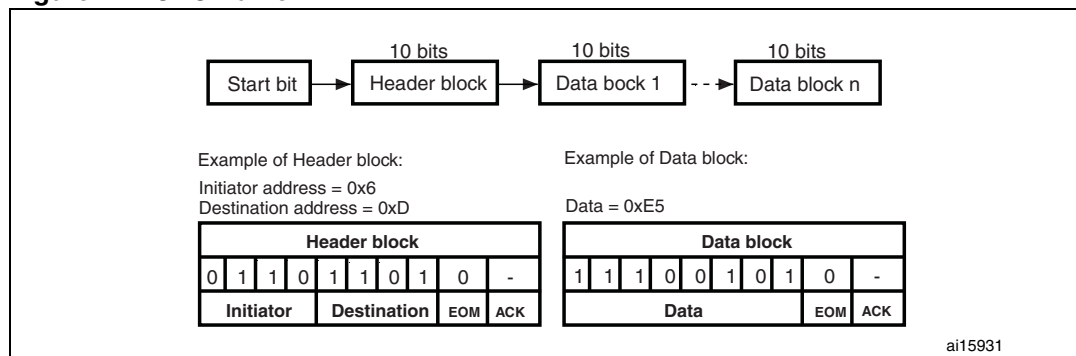 10 bits 10 bits 10 bits
Start bit Header block Data bock 1 Data block n
Example of Header block:
Initiator address = 0x6
Destination address = 0xD
Header block
0 1 1 0 1 1 0 1 0 -
Initiator Destination EOM ACK
Example of Data block:
Data = 0xE5
Data block
1 1 1 0 0 1 0 1 0 -
Data EOM ACK
ai15931